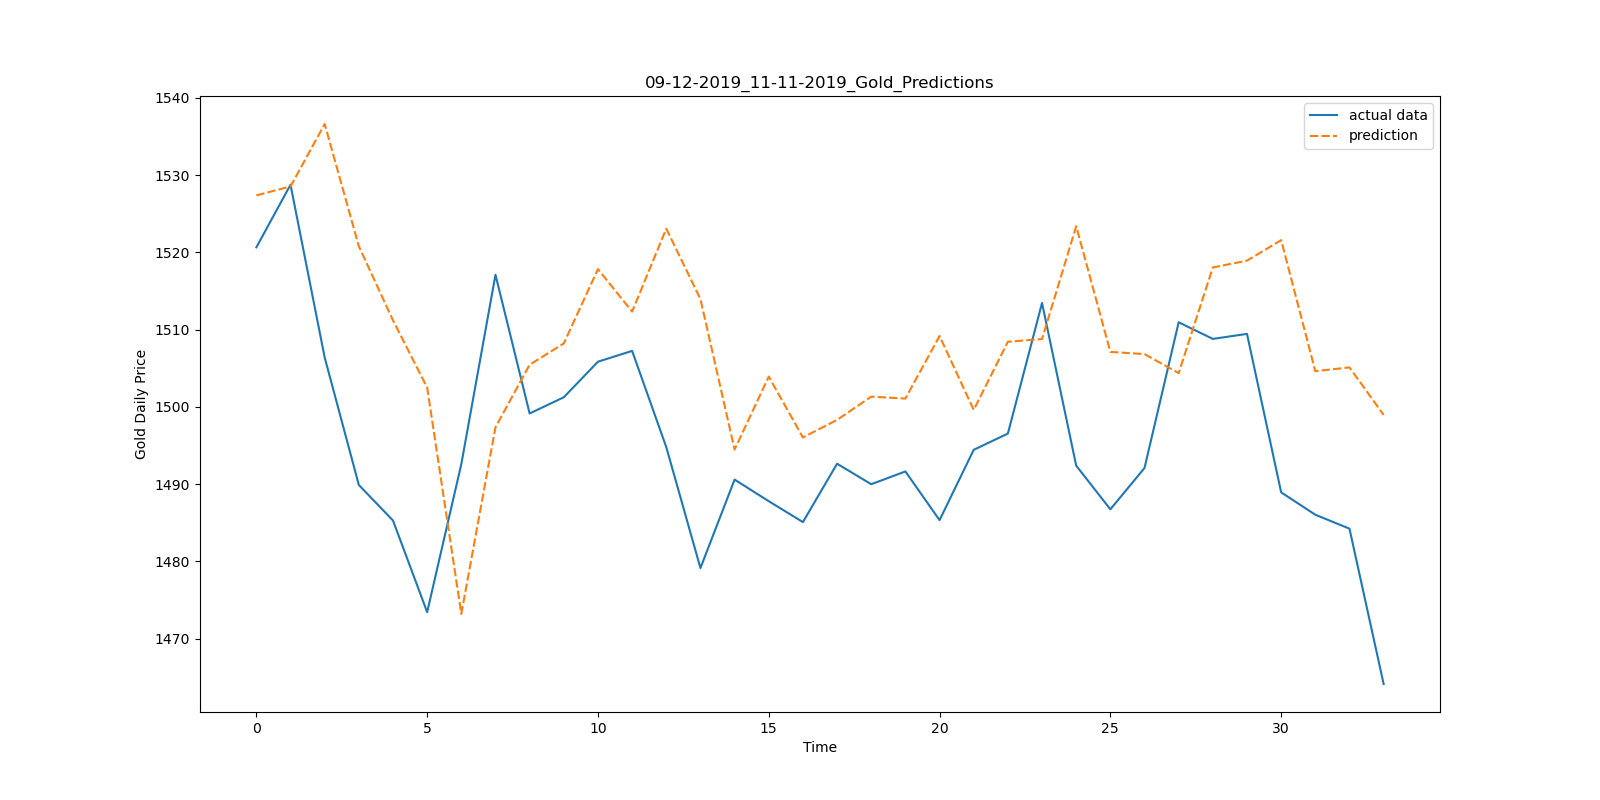 09-12-2019_11-11-2019_Gold_Predictions
actual data
prediction
Gold Daily Price
1540
1530
1520
1510
1500
1490
1480
1470
0 5 10 15 20 25 30
Time